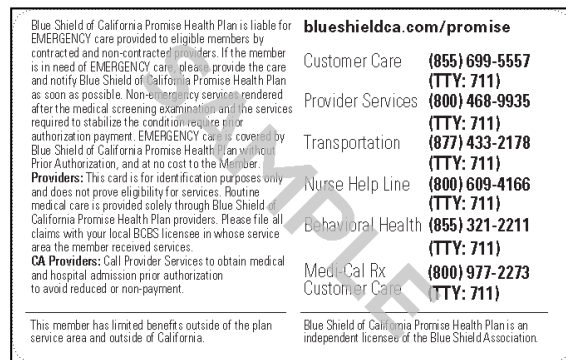 Blue Shield of California Promise Health Plan is liable for
EMERGENCY care provided to eligible members by
contracted and non-contracted providers. If the member
is in need of EMERGENCY care, please provide the care
and notify Blue Shield of California Promise Health Plan
as soon as possible. Non-emergency services rendered
after the medical screening examination and the services
required to stabilize the condition require prior
authorization payment. EMERGENCY care is covered by
Blue Shield of California Promise Health Plan without
Prior Authorization, and at no cost to the Member.
Providers: This card is for identification purposes only
and does not prove eligibility for services. Routine
medical care is provided solely through Blue Shield of
California Promise Health Plan providers. Please file all
claims with your local BCBS licensee in whose service
area the member received services.
CA Providers: Call Provider Services to obtain medical
and hospital admission prior authorization
to avoid reduced or non-payment.
This member has limited benefits outside of the plan
service area and outside of California.
blueshieldca.com/promise
Customer Care (855) 699-5557
(TTY: 711)
Provider Services (800) 468-9935
(TTY: 711)
Transportation (877) 433-2178
(TTY: 711)
Nurse Help Line (800) 609-4166
(TTY: 711)
Behavioral Health (855) 321-2211
(TTY: 711)
Medi-Cal Rx (800) 977-2273
Customer Care (TTY: 711)
Blue Shield of California Promise Health Plan is an
independent licensee of the Blue Shield Association.
SAMPLE